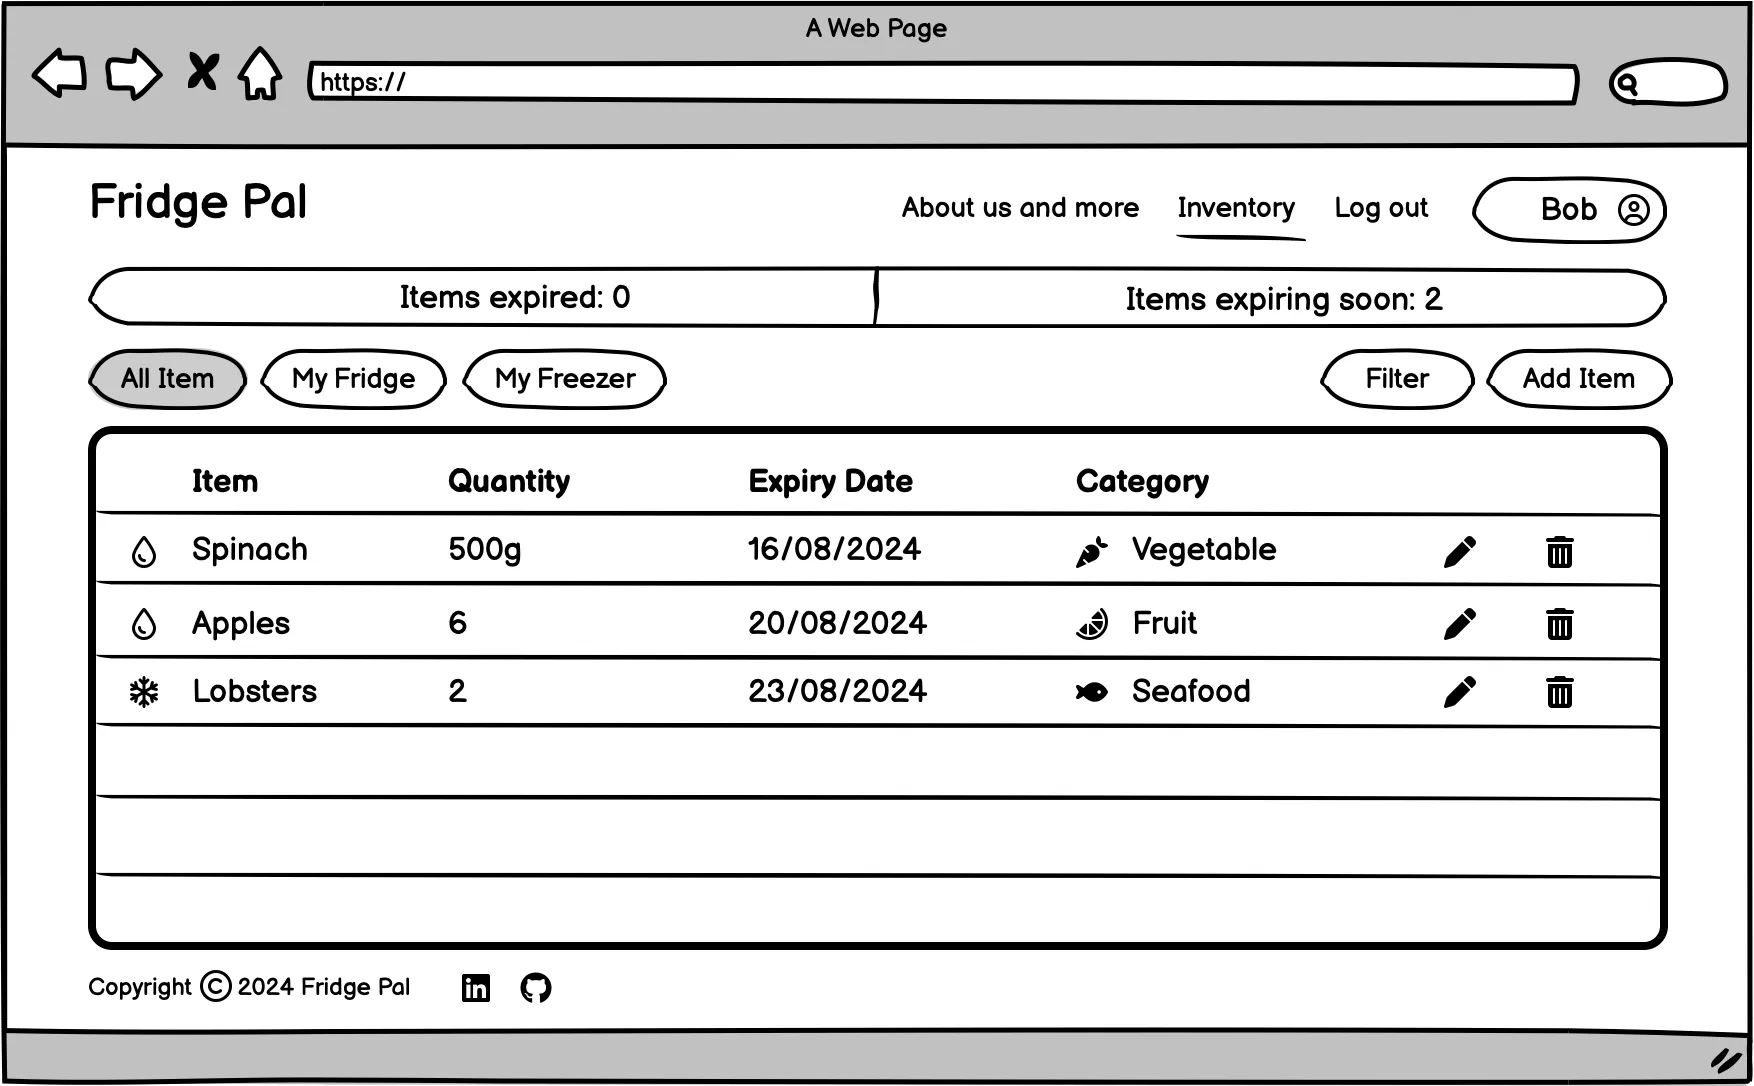 A Web Page
https://
Fridge Pal
About us and more Inventory Log out Bob
Items expired: 0 Items expiring soon: 2
All Item My Fridge My Freezer Filter Add Item
Item Quantity Expiry Date Category
Spinach 500g 16/08/2024 Vegetable
Apples 6 20/08/2024 Fruit
Lobsters 2 23/08/2024 Seafood
Copyright © 2024 Fridge Pal in